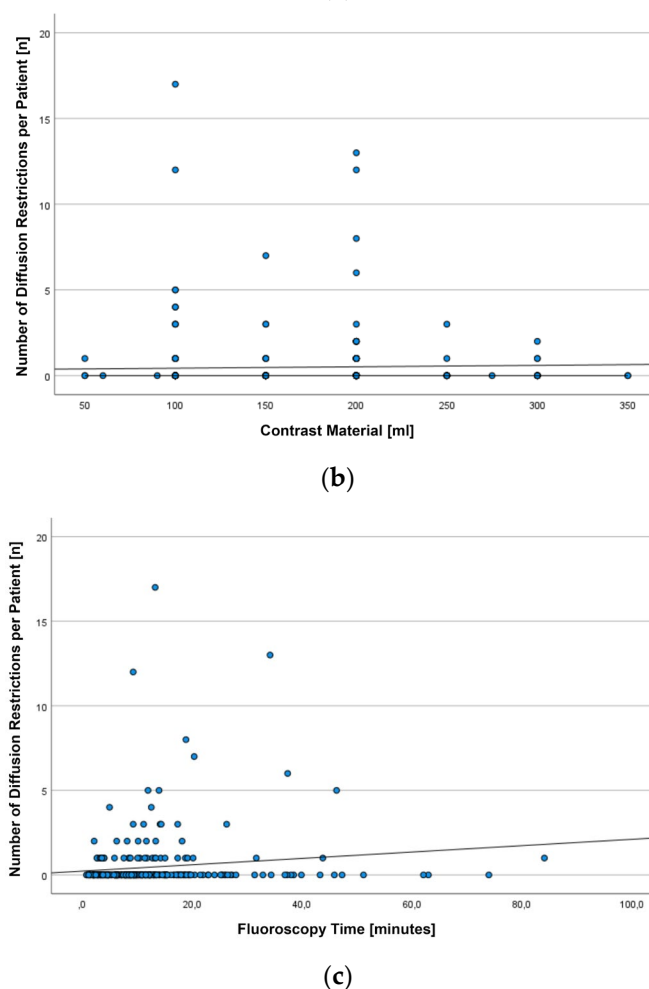 Number of Diffusion Restrictions per Patient [n]
20
15
10
5
0
50 100 150 200 250 300 350
Contrast Material [ml]
(b)
Number of Diffusion Restrictions per Patient [n]
20
15
10
5
0
,0 20,0 40,0 60,0 80,0 100,0
Fluoroscopy Time [minutes]
(c)